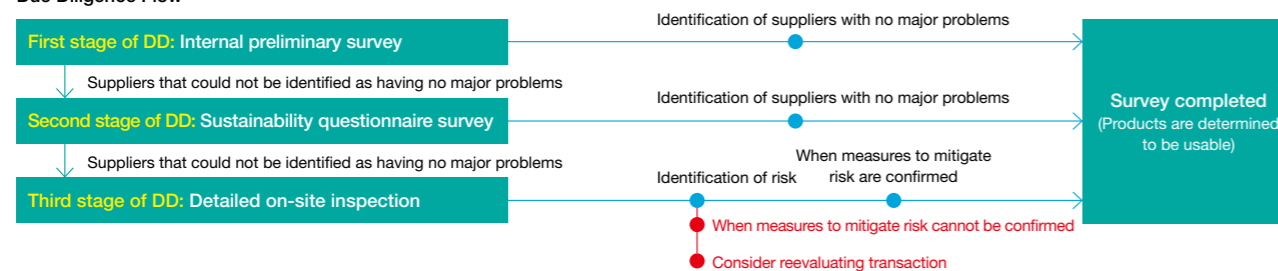 First stage of DD: Internal preliminary survey
Identification of suppliers with no major problems
Suppliers that could not be identified as having no major problems
Second stage of DD: Sustainability questionnaire survey
Identification of suppliers with no major problems
Suppliers that could not be identified as having no major problems
Third stage of DD: Detailed on-site inspection
Identification of risk
When measures to mitigate
risk are confirmed
When measures to mitigate risk cannot be confirmed
Consider reevaluating transaction
Survey completed
(Products are determined
to be usable)